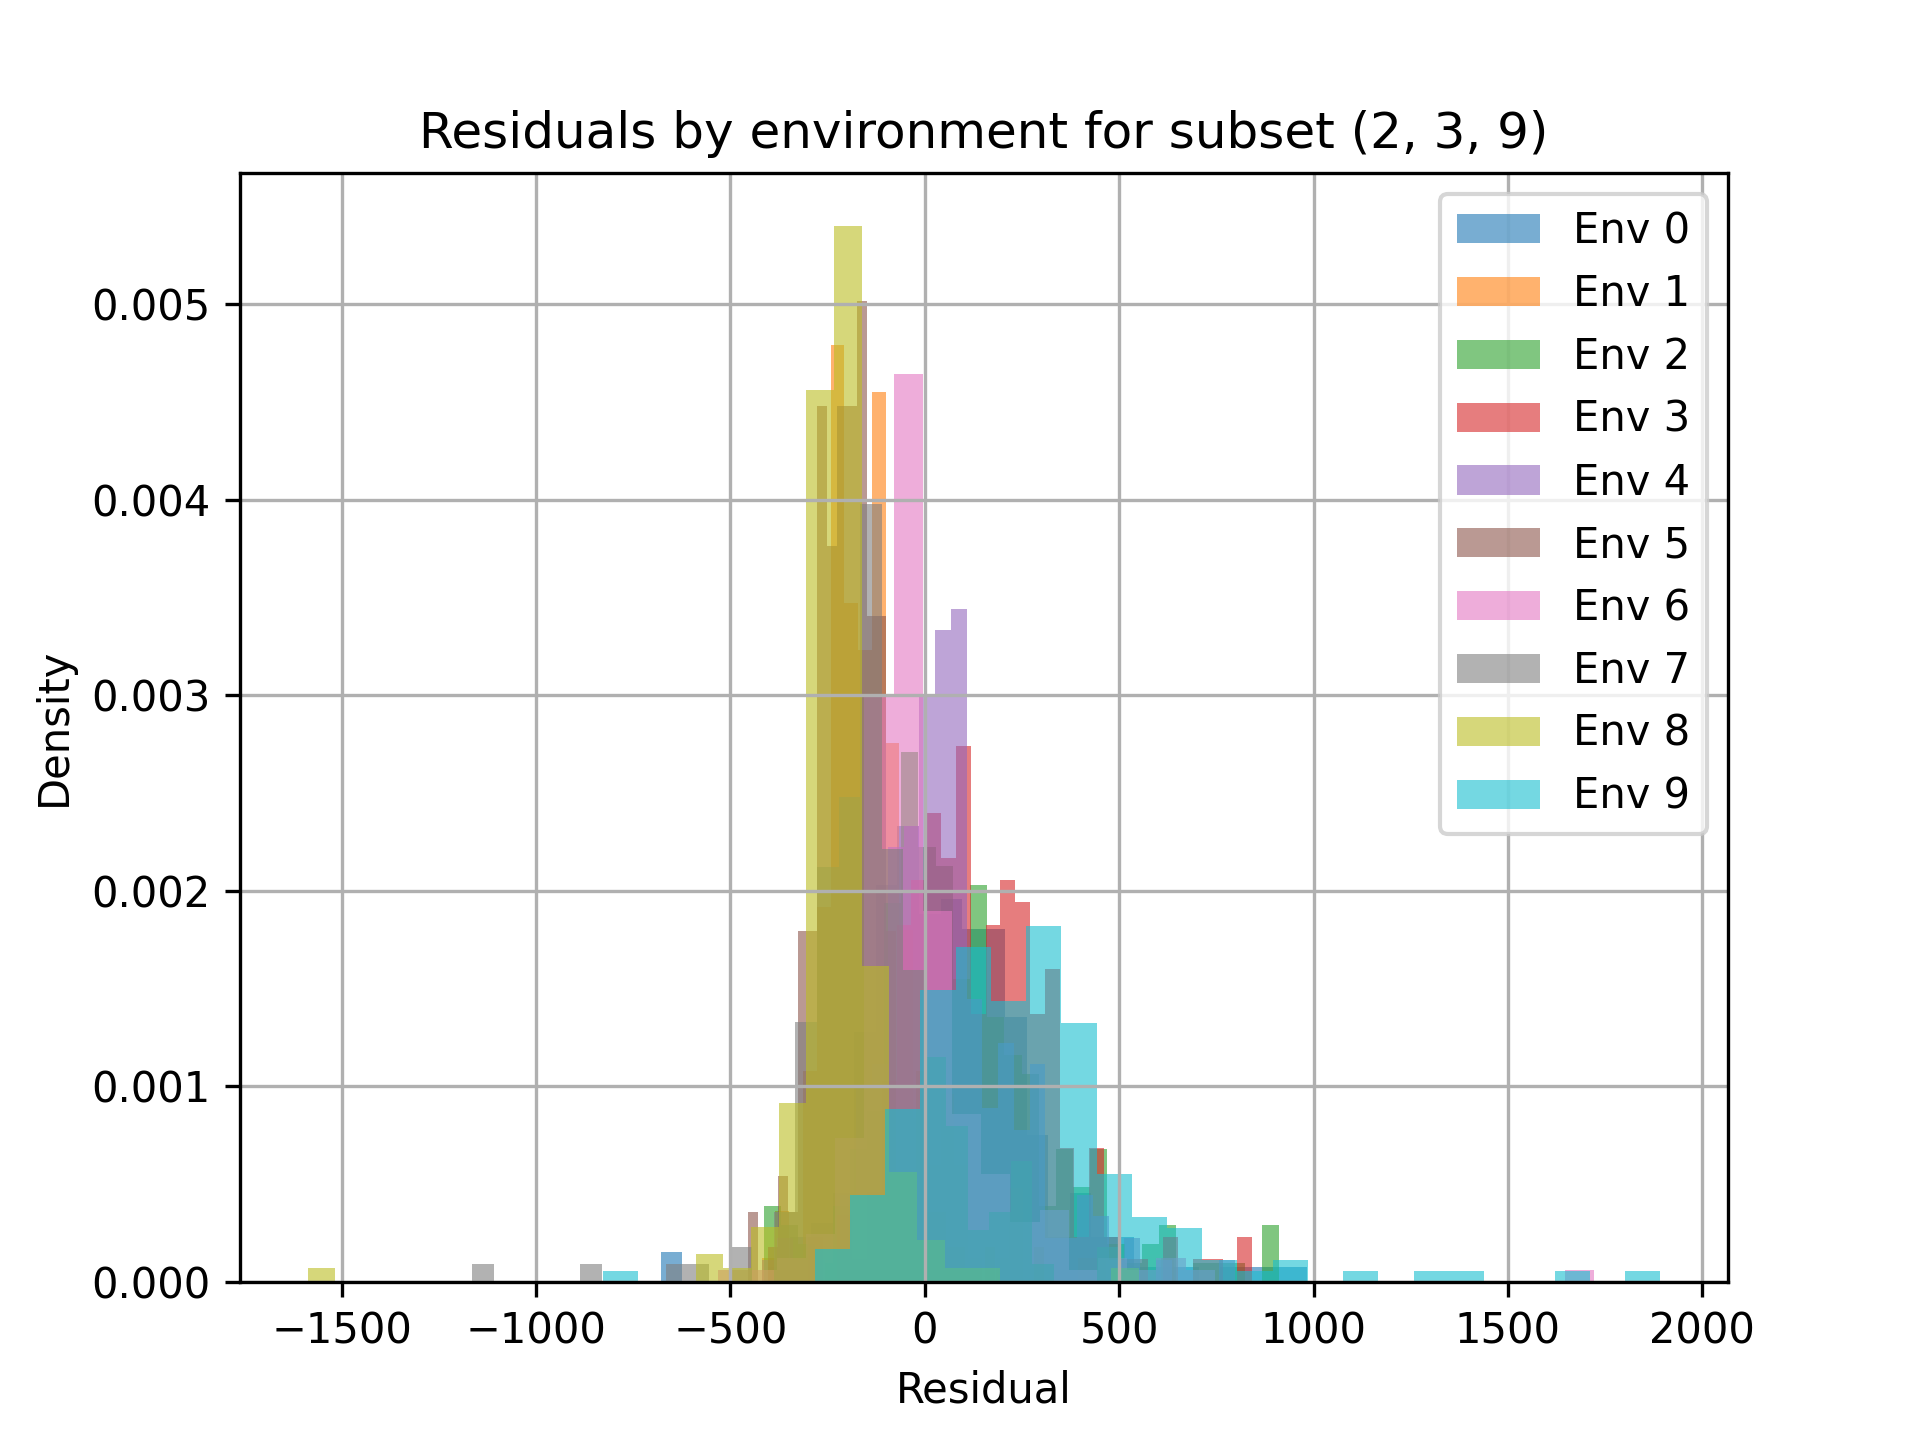 Residuals by environment for subset (2, 3, 9)
Env 0
Env 1
Env 2
Env 3
Env 4
Env 5
Env 6
Env 7
Env 8
Env 9
Density
0.005
0.004
0.003
0.002
0.001
0.000
−1500 −1000 −500 0 500 1000 1500 2000
Residual